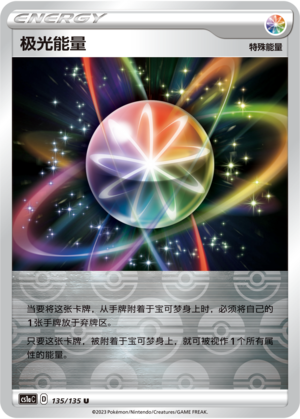 ENERGY
极光能量
特殊能量
当要将这张卡牌,从手牌附着于宝可梦身上时,必须将自己的
1张手牌放于弃牌区。
只要这张卡牌,被附着于宝可梦身上,就可被视作1个所有属
性的能量。
D 135/135 U
©2023 Pokémon/Nintendo/Creatures/GAME FREAK.